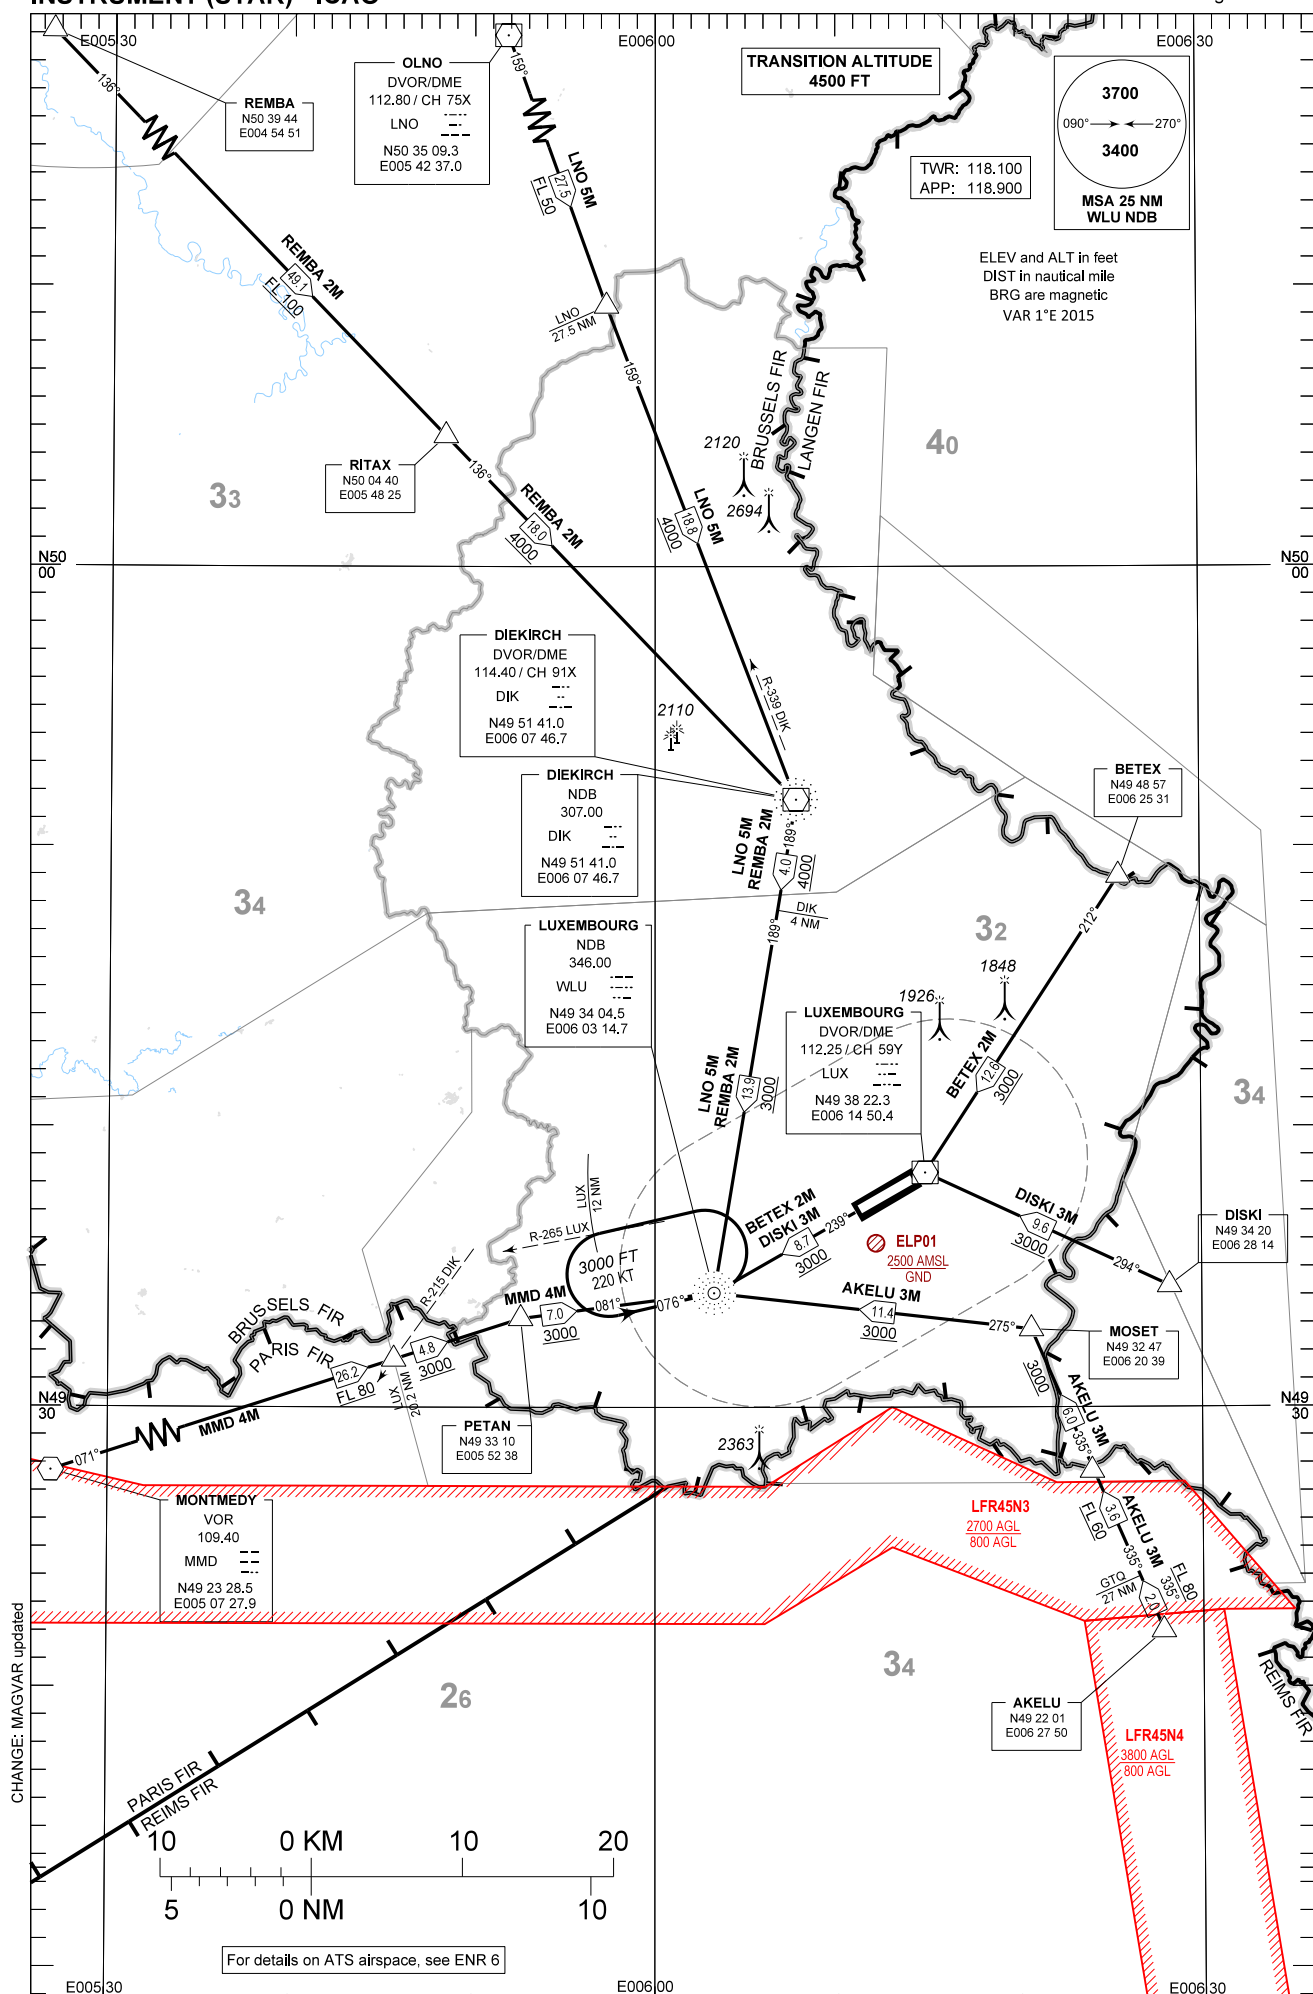 INSTRUMENT (STAR) - ICAO
E005 30
E006 00
E006 30
136°
REMBA
N50 39 44
E004 54 51
OLNO
DVOR/DME
112.80 / CH 75X
LNO
N50 35 09.3
E005 42 37.0
159°
TRANSITION ALTITUDE
4500 FT
3700
090°
270°
3400
MSA 25 NM
WLU NDB
TWR: 118.100
APP: 118.900
ELEV and ALT in feet
DIST in nautical mile
BRG are magnetic
VAR 1°E 2015
LNO 5M
27.5
FL 50
REMBA 2M
49.1
FL 100
LNO
27.5 NM
159°
BRUSSELS FIR
LANGEN FIR
40
33
RITAX
N50 04 40
E005 48 25
136°
REMBA 2M
18.0
4000
LNO 5M
18.8
4000
2120
2694
N50
00
N50
00
DIEKIRCH
DVOR/DME
114.40 / CH 91X
DIK
N49 51 41.0
E006 07 46.7
R-339 DIK
2110
DIEKIRCH
NDB
307.00
DIK
N49 51 41.0
E006 07 46.7
BETEX
N49 48 57
E006 25 31
LNO 5M
REMBA 2M
189°
4.0
4000
DIK
4 NM
189°
34
32
212°
LUXEMBOURG
NDB
346.00
WLU
N49 34 04.5
E006 03 14.7
1848
1926
LUXEMBOURG
DVOR/DME
112.25 / CH 59Y
LUX
N49 38 22.3
E006 14 50.4
BETEX 2M
12.6
3000
LNO 5M
REMBA 2M
13.9
3000
34
LUX
12 NM
R-265 LUX
3000 FT
220 KT
BETEX 2M
DISKI 3M
239°
8.7
3000
ELP01
2500 AMSL
GND
DISKI 3M
9.6
3000
294°
DISKI
N49 34 20
E006 28 14
R-215 DIK
MMD 4M
7.0
3000
081°
076°
AKELU 3M
11.4
3000
275°
MOSET
N49 32 47
E006 20 39
BRUSSELS FIR
PARIS FIR
26.2
FL 80
4.8
3000
LUX
20.2 NM
3000
AKELU 3M
6.0
335°
N49
30
N49
30
MMD 4M
071°
PETAN
N49 33 10
E005 52 38
2363
MONTMEDY
VOR
109.40
MMD
N49 23 28.5
E005 07 27.9
LFR45N3
2700 AGL
800 AGL
FL 60
3.6
AKELU 3M
335°
GTQ
27 NM
2.0
335°
FL 80
34
26
AKELU
N49 22 01
E006 27 50
REIMS FIR
LFR45N4
3800 AGL
800 AGL
CHANGE: MAGVAR updated
PARIS FIR
REIMS FIR
10 0 KM 10 20
5 0 NM 10
For details on ATS airspace, see ENR 6
E005 30
E006 00
E006 30